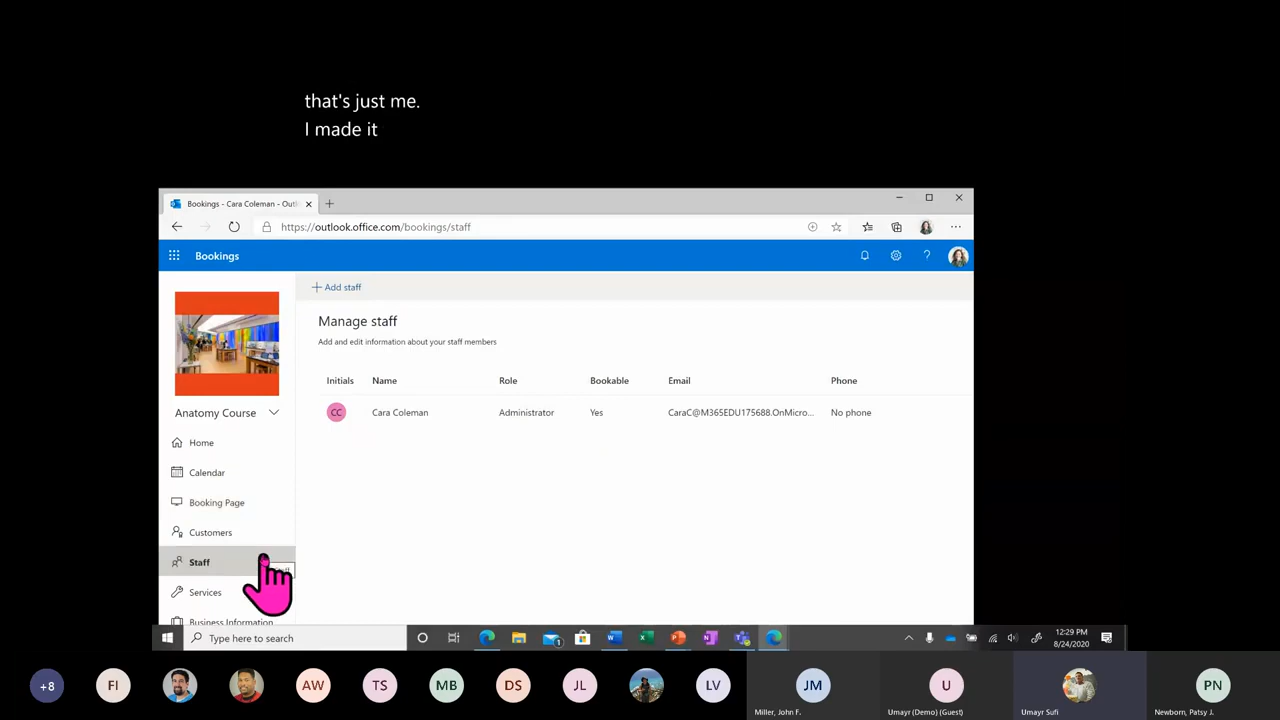 that's just me.
I made it
Bookings - Cara Coleman - Outl
https://outlook.office.com/bookings/staff
Bookings
Add staff
Manage staff
Add and edit information about your staff members
Initials Name Role Bookable Email Phone
CC Cara Coleman Administrator Yes CaraC@M365EDU175688.OnMicro... No phone
Anatomy Course
Home
Calendar
Booking Page
Customers
Staff
Services
Business Information
Type here to search
12:29 PM
8/24/2020
+8 FI AW TS MB DS JL LV JM U PN
Miller, John F. Umayr (Demo) (Guest) Umayr Sufi Newborn, Patsy J.